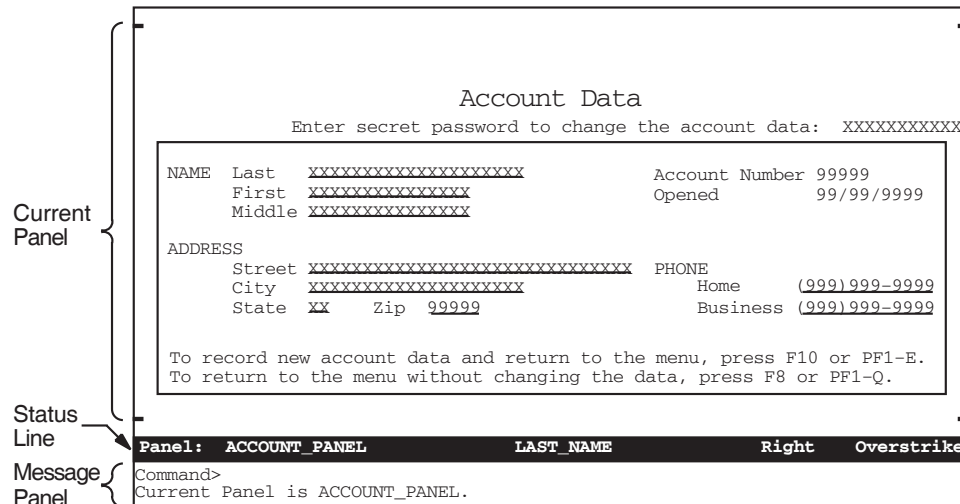 Account Data
Enter secret password to change the account data: XXXXXXXXXXX
NAME Last XXXXXXXXXXXXXXXXXXXX Account Number 99999
First XXXXXXXXXXXXXXX Opened 99/99/9999
Middle XXXXXXXXXXXXXXX
Current
Panel
ADDRESS
Street XXXXXXXXXXXXXXXXXXXXXXXXXXXXXX PHONE
City XXXXXXXXXXXXXXXXXXXX Home (999)999-9999
State XX Zip 99999 Business (999)999-9999
To record new account data and return to the menu, press F10 or PF1-E.
To return to the menu without changing the data, press F8 or PF1-Q.
Status
Line
Panel: ACCOUNT_PANEL LAST_NAME Right Overstrike
Message
Panel
Command>
Current Panel is ACCOUNT_PANEL.